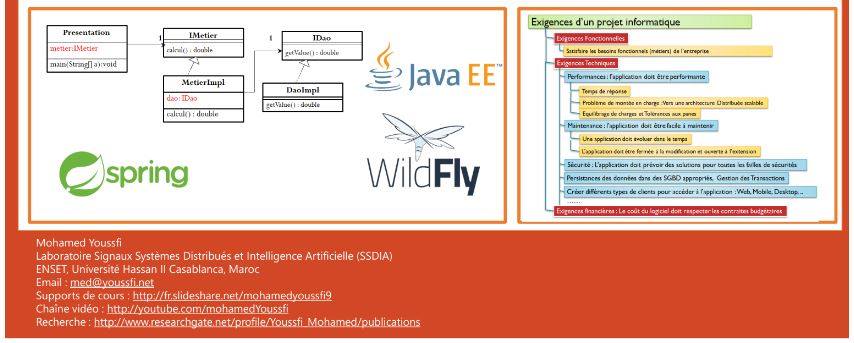 Presentation
metier:IMetier
main(String[] a):void
1
IMetier
calcul() : double
1
IDao
getValue() : double
MetierImpl
dao: IDao
calcul() : double
DaoImpl
getValue() : double
Java EE™
spring
WildFly
Exigences d'un projet informatique
Exigences Fonctionnelles
Satisfaire les besoins fonctionnels (métiers) de l'entreprise
Exigences Techniques
Performances : l'application doit être performante
Temps de réponse
Problème de montée en charge : Vers une architecture Distribuée scalable
Equilibrage de charges et Tolérances aux pannes
Maintenance : l'application doit être facile à maintenir
Une application doit évoluer dans le temps
L'application doit être fermée à la modification et ouverte à l'extension
Sécurité : L'application doit prévoir des solutions pour toutes les failles de sécurités
Persistances des données dans des SGBD appropriés, Gestion des Transactions
Créer différents types de clients pour accéder à l'application : Web, Mobile, Desktop, ..
.......
Exigences financières : Le coût du logiciel doit respecter les contraites budgétaires
Mohamed Youssfi
Laboratoire Signaux Systèmes Distribués et Intelligence Artificielle (SSDIA)
ENSET, Université Hassan II Casablanca, Maroc
Email : med@youssfi.net
Supports de cours : http://fr.slideshare.net/mohamedyoussfi9
Chaîne vidéo : http://youtube.com/mohamedYoussfi
Recherche : http://www.researchgate.net/profile/Youssfi_Mohamed/publications